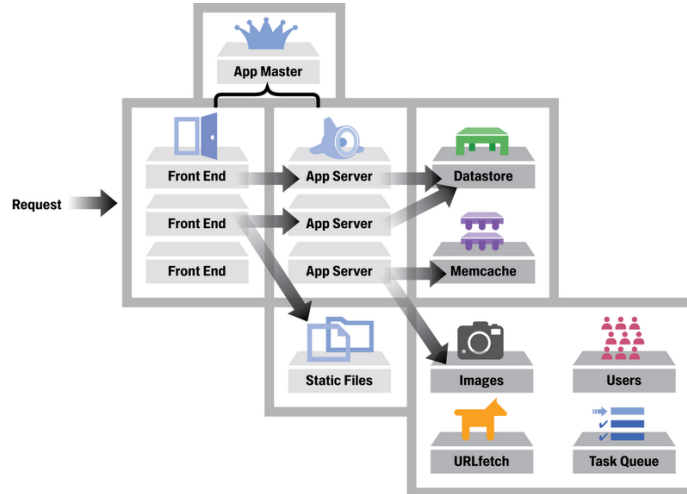 App Master
Front End
App Server
Datastore
Request
Front End
App Server
Front End
App Server
Memcache
Static Files
Images
Users
URLfetch
Task Queue